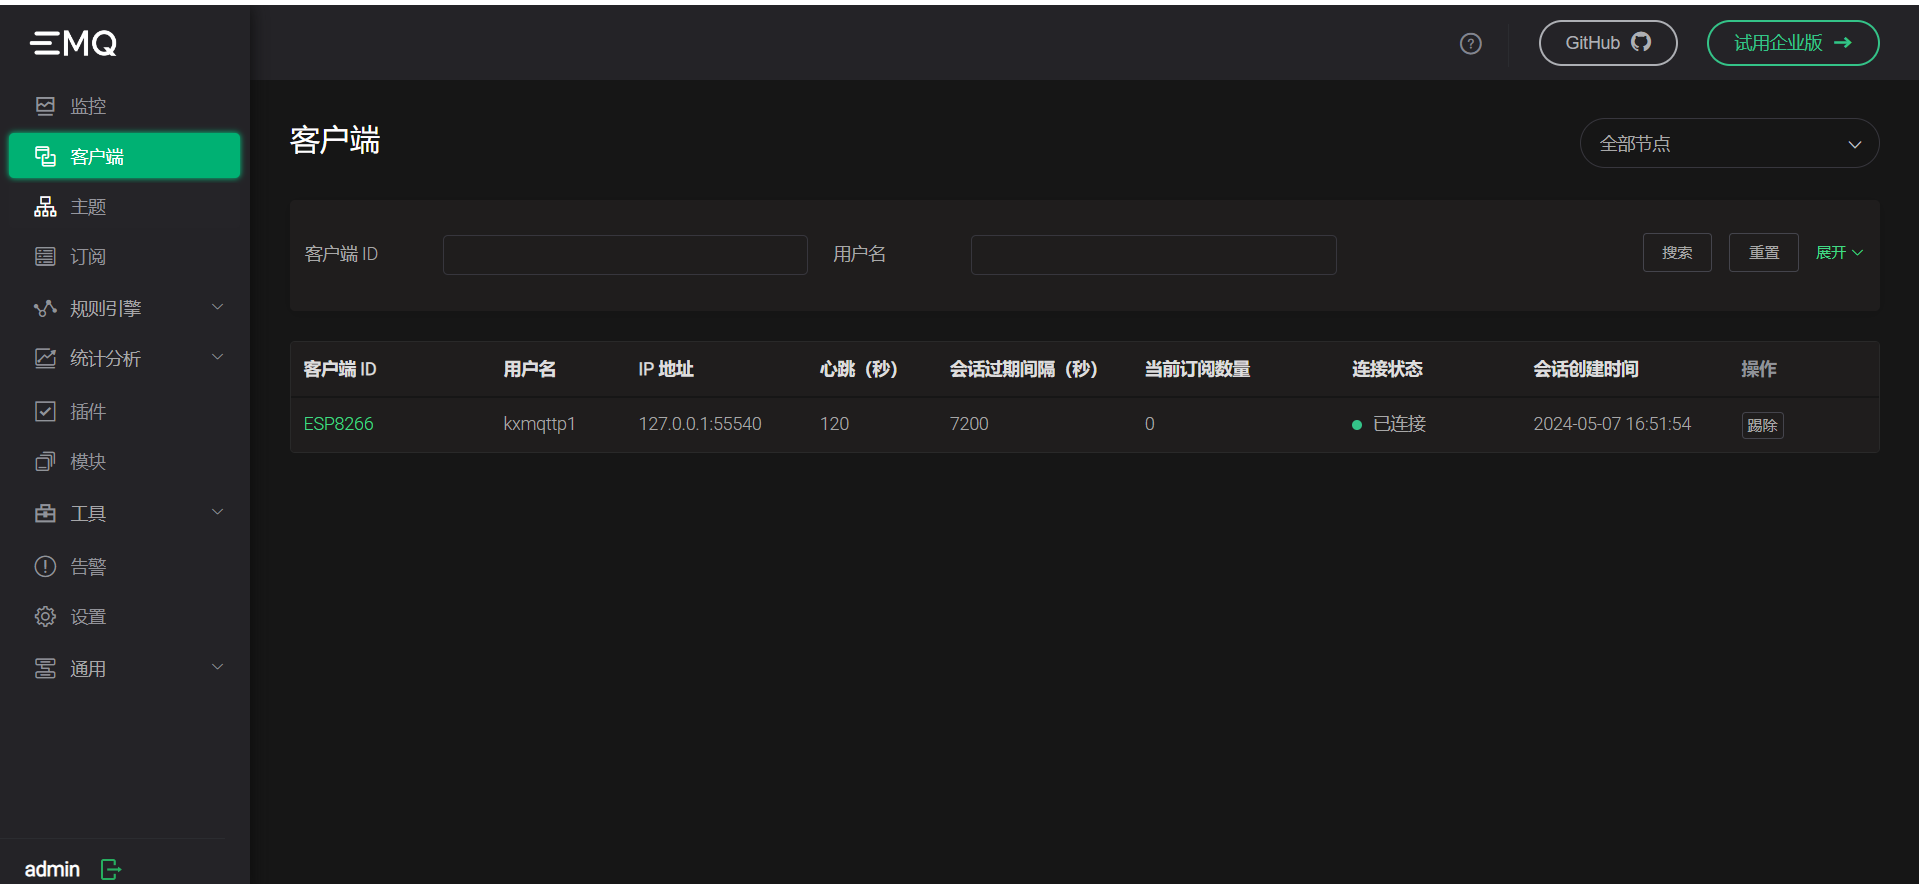 EMQ
GitHub
试用企业版
监控
客户端
主题
订阅
规则引擎
统计分析
插件
模块
工具
告警
设置
通用
admin
客户端
全部节点
客户端 ID
用户名
搜索
重置
展开
客户端 ID 用户名 IP 地址 心跳（秒） 会话过期间隔（秒） 当前订阅数量 连接状态 会话创建时间 操作
ESP8266 kxmqttp1 127.0.0.1:55540 120 7200 0 已连接 2024-05-07 16:51:54 踢除